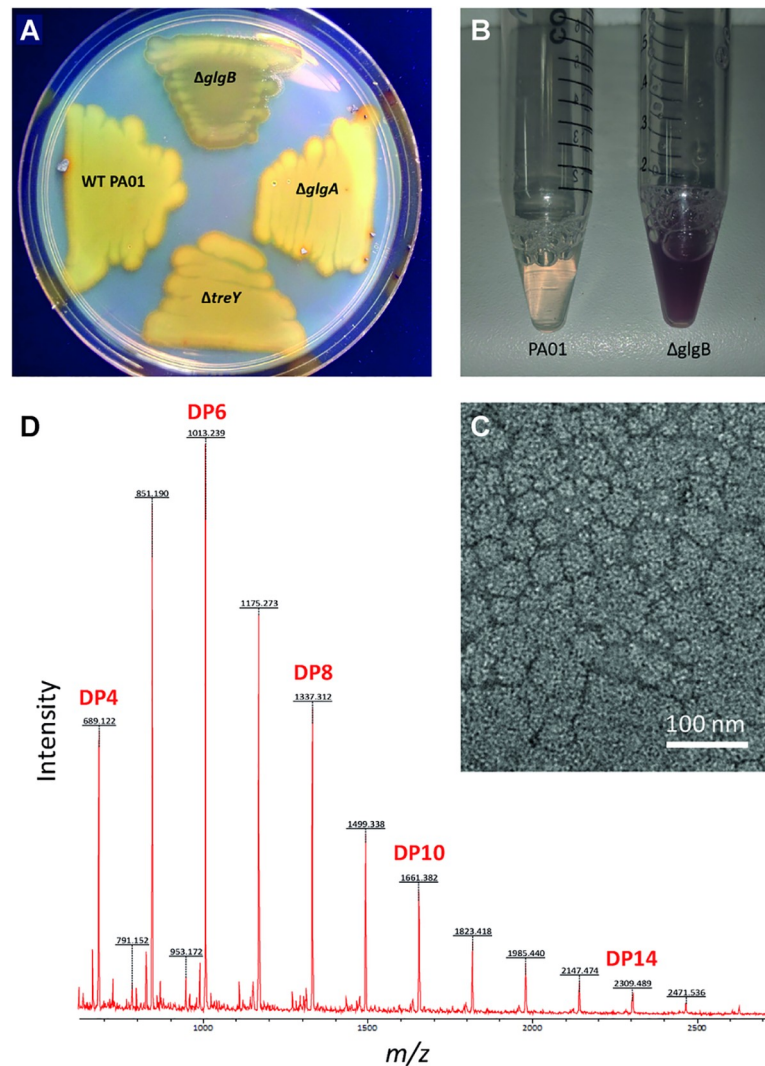 A
ΔglgB
WT PA01
ΔglgA
ΔtreY
B
PA01
ΔglgB
D
DP6
1013.239
851.190
1175.273
DP8
1337.312
DP4
689.122
1499.338
DP10
1661.382
791.152
953.172
1823.418
1985.440
DP14
2147.474
2309.489
2471.536
Intensity
1000
1500
2000
2500
m/z
C
100 nm